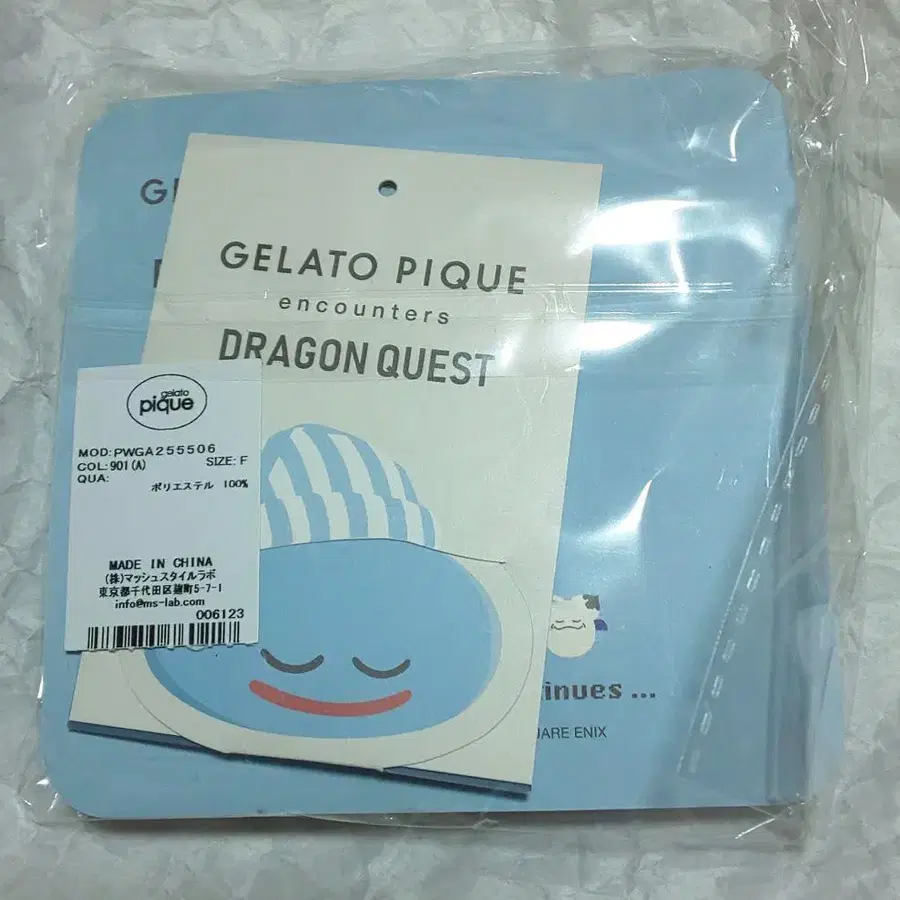 GELATO PIQUE
encounters
DRAGON QUEST
gelato
pique
MOD:PWGA255506
COL:901(A) SIZE:F
QUA:
ポリエステル 100%
MADE IN CHINA
(株)マッシュスタイルラボ
東京都千代田区麹町5-7-1
info@ms-lab.com
006123
inues...
ENIX